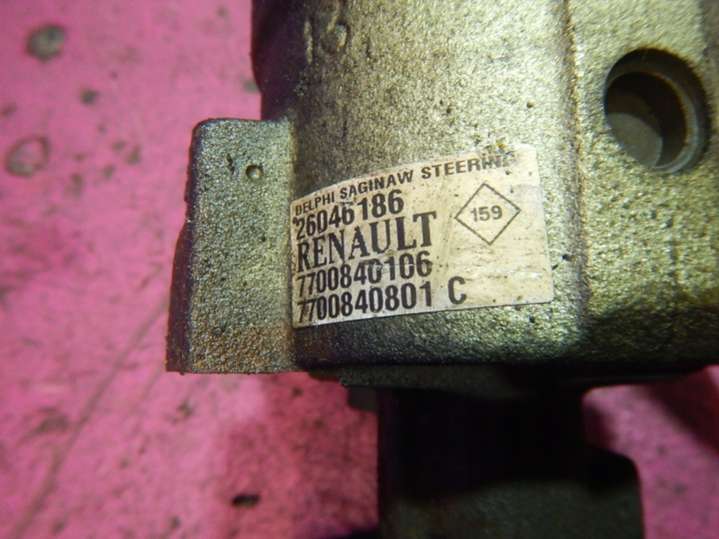 DELPHI SAGINAW STEERING
26046186
RENAULT
159
7700840106
7700840801 C